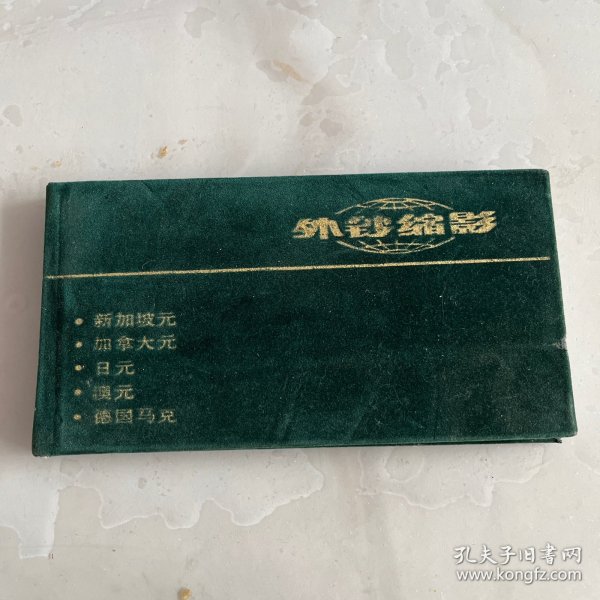 外钞缩影
• 新加坡元
• 加拿大元
• 日元
• 澳元
• 德国马克
孔夫子旧书网
www.kongfz.com